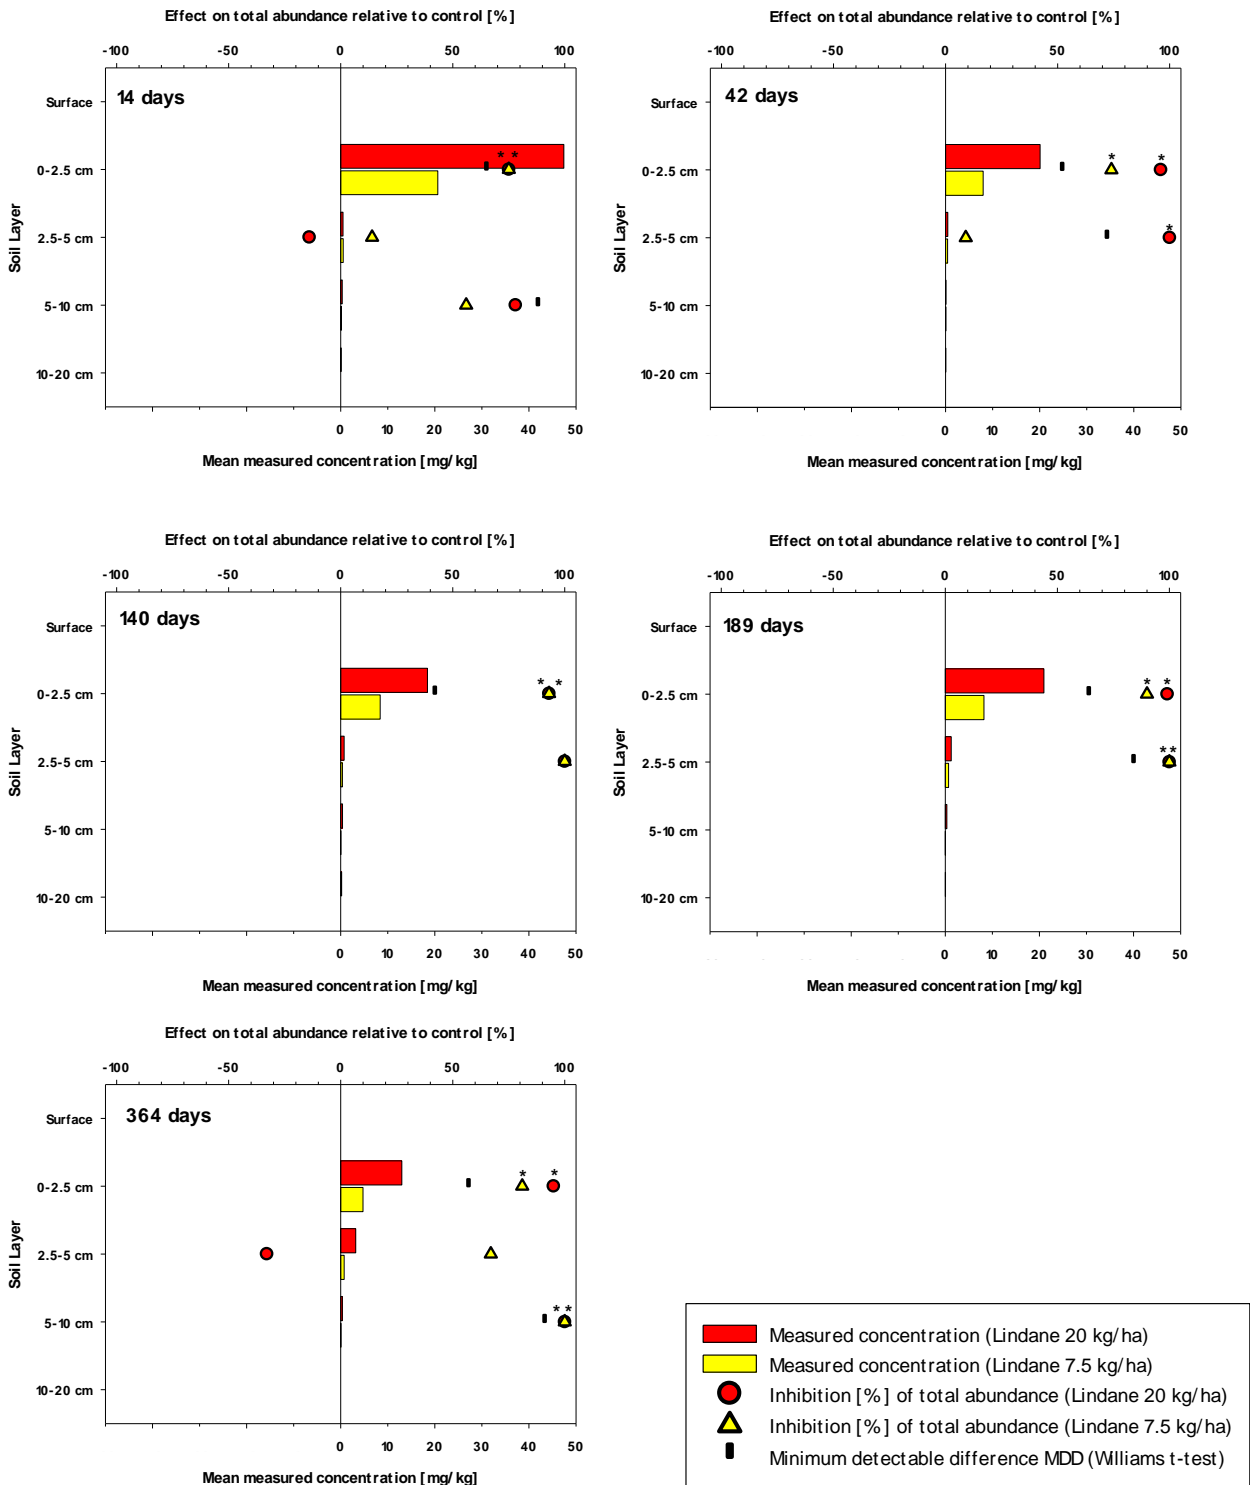 Effect on total abundance relative to control [%]
-100 -50 0 50 100
14 days
Soil Layer
Surface
* *
0-2.5 cm
2.5-5 cm
5-10 cm
10-20 cm
0 10 20 30 40 50
Mean measured concentration [mg/kg]
Effect on total abundance relative to control [%]
-100 -50 0 50 100
42 days
Soil Layer
Surface
* *
0-2.5 cm
*
2.5-5 cm
5-10 cm
10-20 cm
0 10 20 30 40 50
Mean measured concentration [mg/kg]
Effect on total abundance relative to control [%]
-100 -50 0 50 100
140 days
Soil Layer
Surface
* *
0-2.5 cm
2.5-5 cm
5-10 cm
10-20 cm
0 10 20 30 40 50
Mean measured concentration [mg/kg]
Effect on total abundance relative to control [%]
-100 -50 0 50 100
189 days
Soil Layer
Surface
* *
0-2.5 cm
* *
2.5-5 cm
5-10 cm
10-20 cm
0 10 20 30 40 50
Mean measured concentration [mg/kg]
Effect on total abundance relative to control [%]
-100 -50 0 50 100
364 days
Soil Layer
Surface
* *
0-2.5 cm
2.5-5 cm
* *
5-10 cm
10-20 cm
0 10 20 30 40 50
Mean measured concentration [mg/kg]
Measured concentration (Lindane 20 kg/ha)
Measured concentration (Lindane 7.5 kg/ha)
Inhibition [%] of total abundance (Lindane 20 kg/ha)
Inhibition [%] of total abundance (Lindane 7.5 kg/ha)
Minimum detectable difference MDD (Williams t-test)